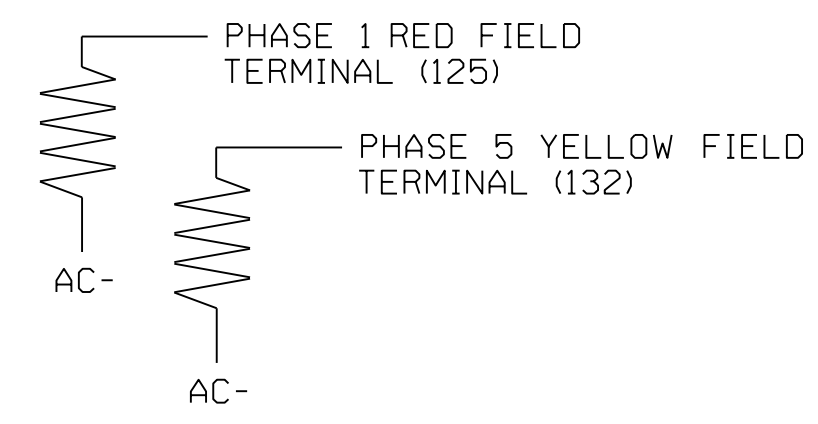 PHASE 1 RED FIELD
TERMINAL (125)
PHASE 5 YELLOW FIELD
TERMINAL (132)
AC-
AC-